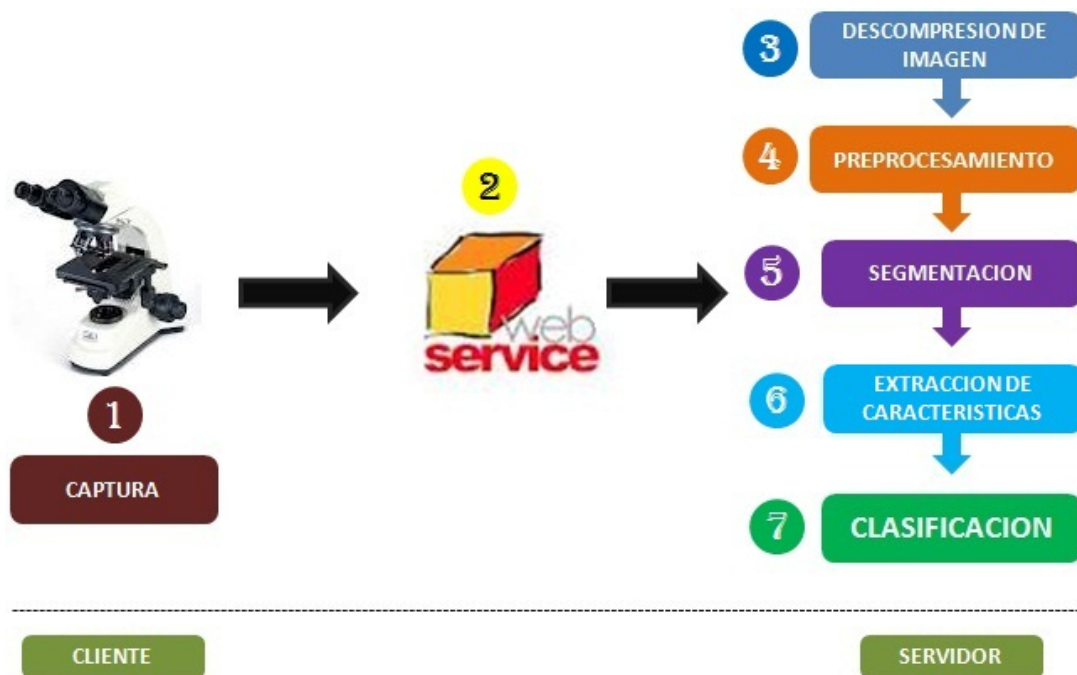 1
CAPTURA
2
web
service
3
DESCOMPRESION DE
IMAGEN
4
PREPROCESAMIENTO
5
SEGMENTACION
6
EXTRACCION DE
CARACTERISTICAS
7
CLASIFICACION
CLIENTE
SERVIDOR